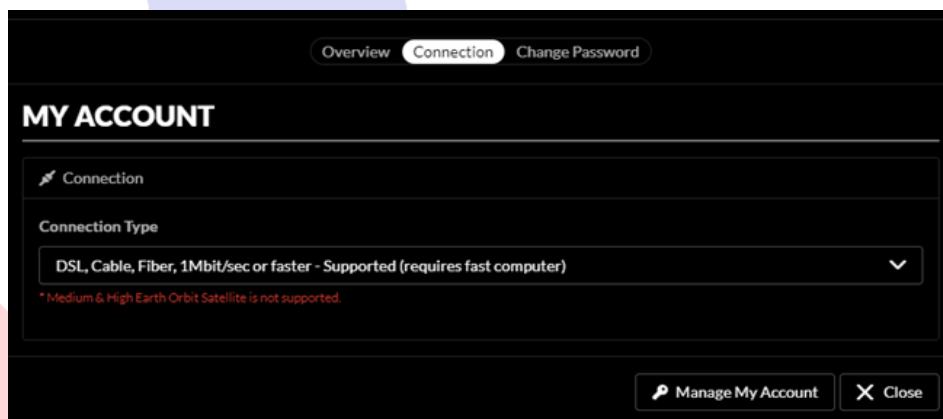 Overview Connection Change Password
MY ACCOUNT
Connection
Connection Type
DSL, Cable, Fiber, 1Mbit/sec or faster - Supported (requires fast computer)
* Medium & High Earth Orbit Satellite is not supported.
Manage My Account Close